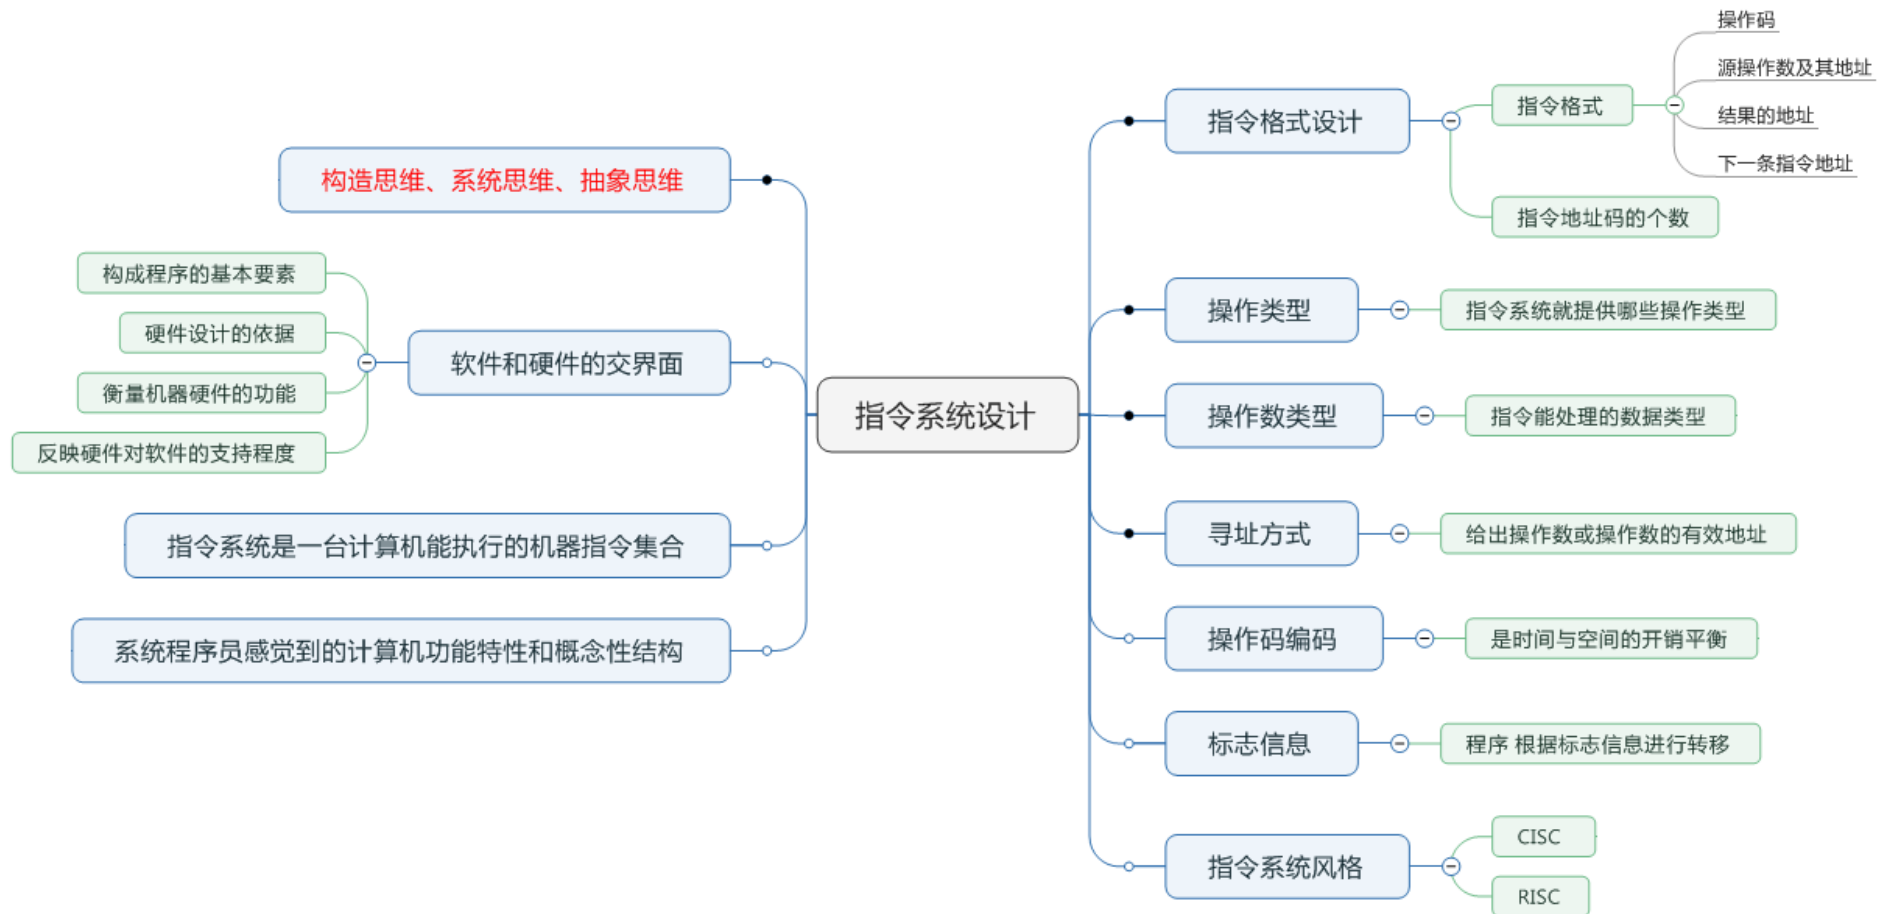 构造思维、系统思维、抽象思维
软件和硬件的交界面
构成程序的基本要素
硬件设计的依据
衡量机器硬件的功能
反映硬件对软件的支持程度
指令系统是一台计算机能执行的机器指令集合
系统程序员感觉到的计算机功能特性和概念性结构
指令系统设计
指令格式设计
指令格式
操作码
源操作数及其地址
结果的地址
下一条指令地址
指令地址码的个数
操作类型
指令系统就提供哪些操作类型
操作数类型
指令能处理的数据类型
寻址方式
给出操作数或操作数的有效地址
操作码编码
是时间与空间的开销平衡
标志信息
程序 根据标志信息进行转移
指令系统风格
CISC
RISC